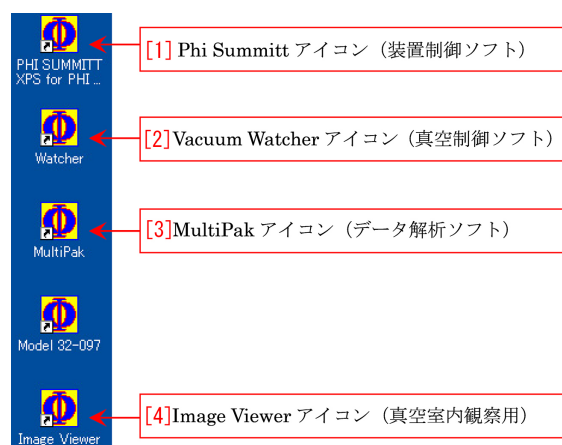 PHI SUMMITT
XPS for PHI ...
[1] Phi Summitt アイコン（装置制御ソフト）
Watcher
[2]Vacuum Watcher アイコン（真空制御ソフト）
MultiPak
[3]MultiPak アイコン（データ解析ソフト）
Model 32-097
Image Viewer
[4]Image Viewer アイコン（真空室内観察用）